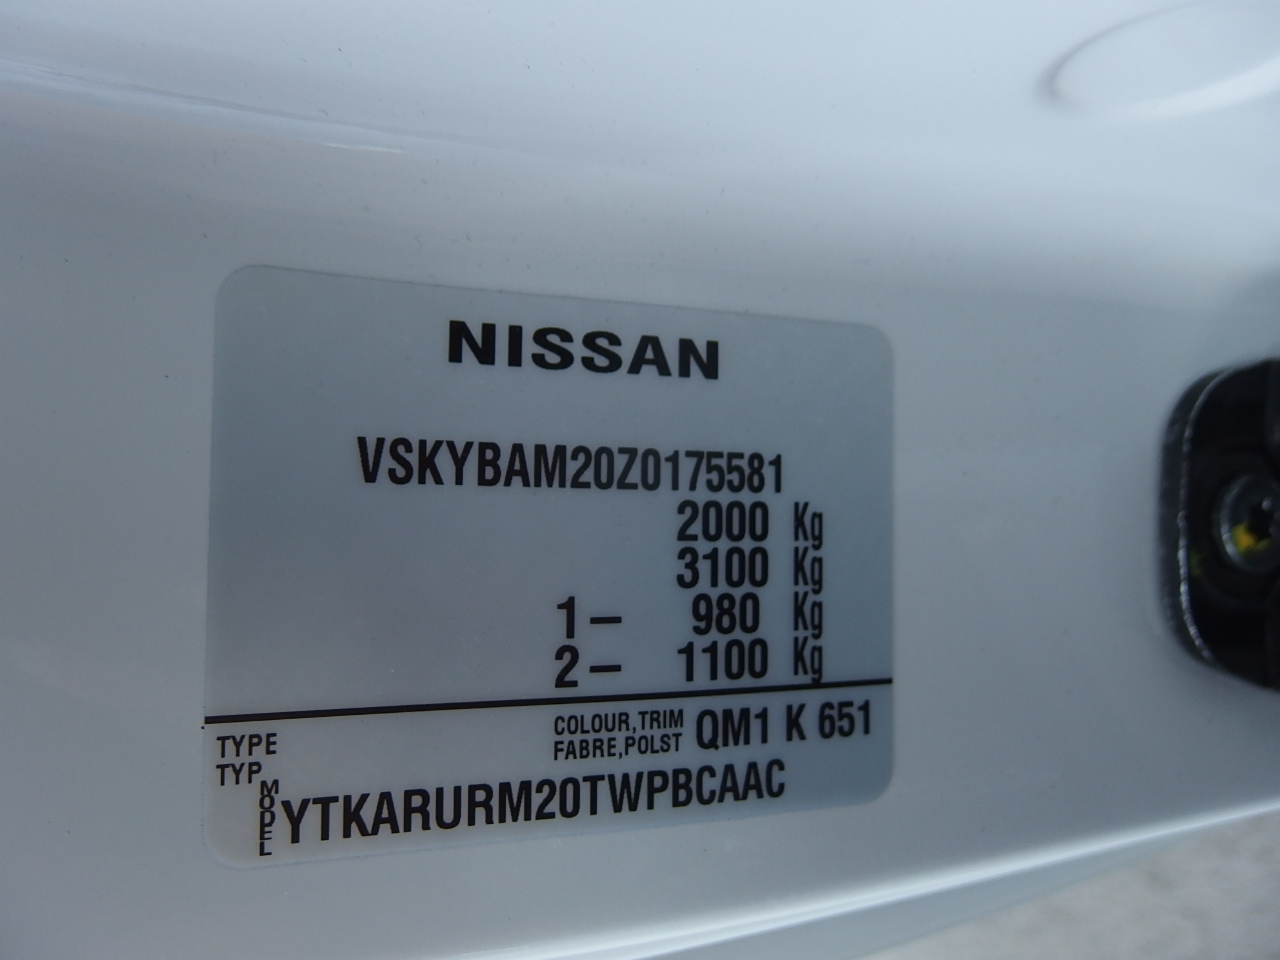 NISSAN
VSKYBAM20Z0175581
2000 Kg
3100 Kg
1– 980 Kg
2– 1100 Kg
TYPE COLOUR,TRIM QM1 K 651
TYP FABRE,POLST
MODEL YTKARURM20TWPBCAAC